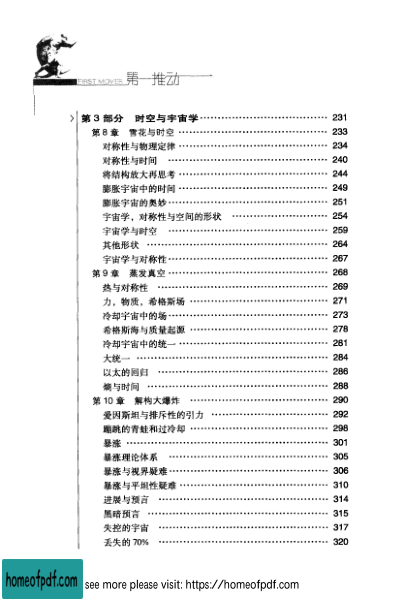 FIRST MOVER 第一推动
第 3 部分 时空与宇宙学 231
第 8 章 雪花与时空 233
对称性与物理定律 234
对称性与时间 240
将结构放大再思考 244
膨胀宇宙中的时间 249
膨胀宇宙的奥妙 251
宇宙学，对称性与空间的形状 254
宇宙学与时空 259
其他形状 264
宇宙学与对称性 267
第 9 章 蒸发真空 268
热与对称性 269
力，物质，希格斯场 271
冷却宇宙中的场 273
希格斯海与质量起源 278
冷却宇宙中的统一 281
大统一 284
以太的回归 286
熵与时间 288
第 10 章 解构大爆炸 290
爱因斯坦与排斥性的引力 292
蹦跳的青蛙和过冷却 298
暴涨 301
暴涨理论体系 305
暴涨与视界疑难 306
暴涨与平坦性疑难 310
进展与预言 314
黑暗预言 315
失控的宇宙 317
丢失的 70% 320
homeofpdf.com see more please visit: https://homeofpdf.com